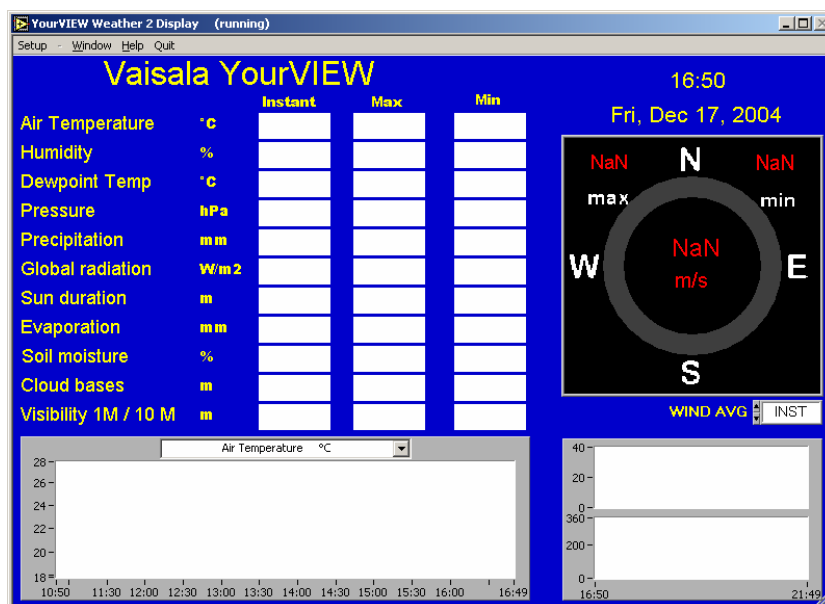 YourVIEW Weather 2 Display (running)
Setup - Window Help Quit
Vaisala YourVIEW
16:50
Fri, Dec 17, 2004
Instant Max Min
Air Temperature °C
Humidity %
Dewpoint Temp °C
Pressure hPa
Precipitation mm
Global radiation W/m2
Sun duration m
Evaporation mm
Soil moisture %
Cloud bases m
Visibility 1M / 10 M m
NaN N NaN
max min
W NaN E
m/s
S
WIND AVG INST
Air Temperature °C
28
26
24
22
20
18
10:50 11:30 12:00 12:30 13:00 13:30 14:00 14:30 15:00 15:30 16:00 16:49
40
20
0
360
200
0
16:50 21:49